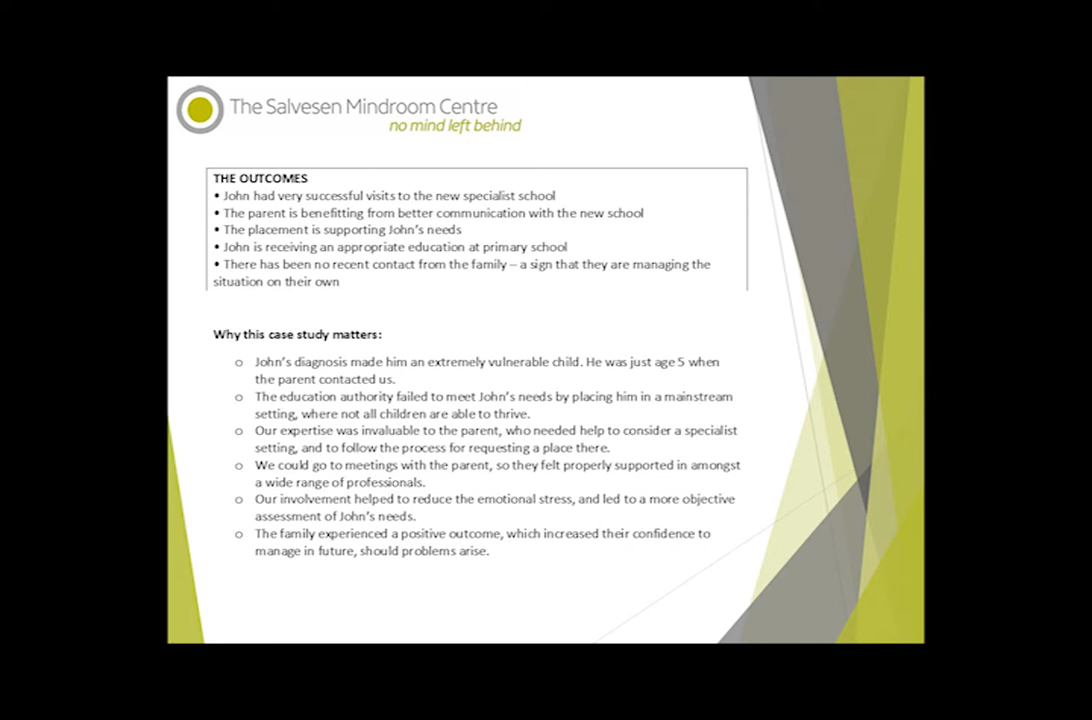 The Salvesen Mindroom Centre
no mind left behind
THE OUTCOMES
• John had very successful visits to the new specialist school
• The parent is benefitting from better communication with the new school
• The placement is supporting John's needs
• John is receiving an appropriate education at primary school
• There has been no recent contact from the family – a sign that they are managing the
situation on their own
Why this case study matters:
o John's diagnosis made him an extremely vulnerable child. He was just age 5 when
the parent contacted us.
o The education authority failed to meet John's needs by placing him in a mainstream
setting, where not all children are able to thrive.
o Our expertise was invaluable to the parent, who needed help to consider a specialist
setting, and to follow the process for requesting a place there.
o We could go to meetings with the parent, so they felt properly supported in amongst
a wide range of professionals.
o Our involvement helped to reduce the emotional stress, and led to a more objective
assessment of John's needs.
o The family experienced a positive outcome, which increased their confidence to
manage in future, should problems arise.